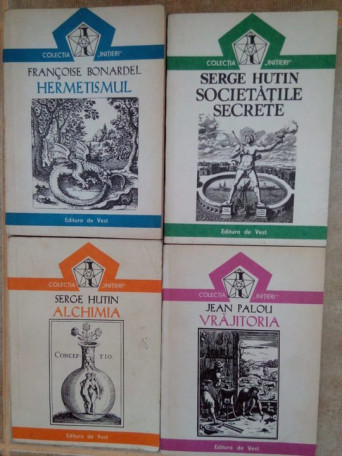 COLECȚIA „INIȚIERI”
FRANÇOISE BONARDEL
HERMETISMUL
Editura de Vest
COLECȚIA „INIȚIERI”
SERGE HUTIN
SOCIETĂȚILE
SECRETE
Editura de Vest
COLECȚIA „INIȚIERI”
SERGE HUTIN
ALCHIMIA
CONCEP TIO
Editura de Vest
COLECȚIA „INIȚIERI”
JEAN PALOU
VRĂJITORIA
Editura de Vest